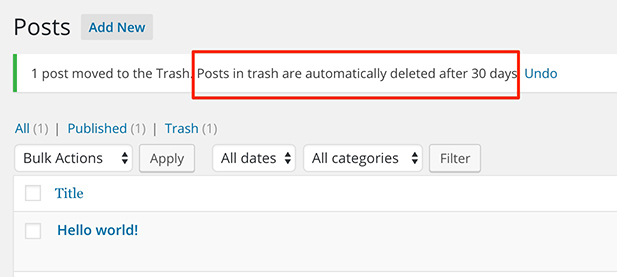 Posts Add New
1 post moved to the Trash. Posts in trash are automatically deleted after 30 days Undo
All (1) | Published (1) | Trash (1)
Bulk Actions Apply All dates All categories Filter
Title
Hello world!